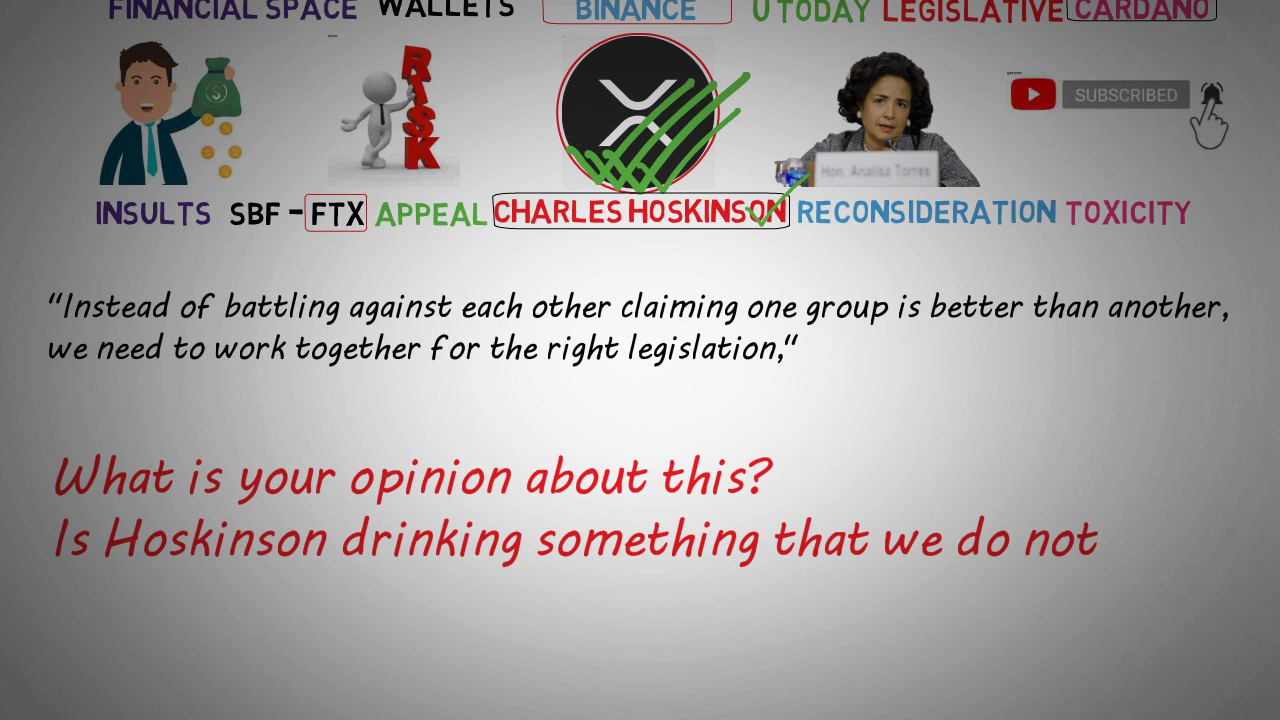 FINANCIAL SPACE WALLETS BINANCE U TODAY LEGISLATIVE CARDANO
RISK
Hon. Analisa Torres
SUBSCRIBED
INSULTS SBF - FTX APPEAL CHARLES HOSKINSON RECONSIDERATION TOXICITY
"Instead of battling against each other claiming one group is better than another,
we need to work together for the right legislation,"
What is your opinion about this?
Is Hoskinson drinking something that we do not